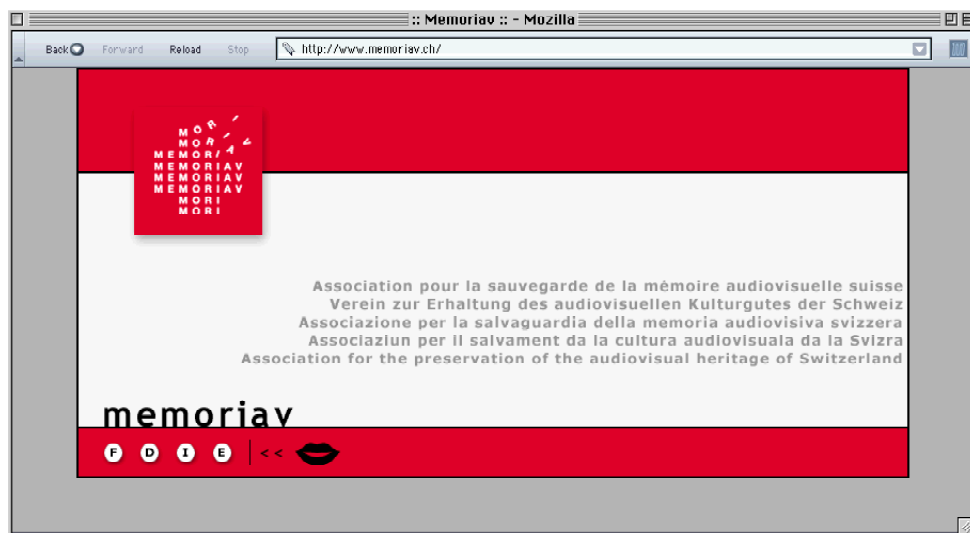 :: Memoriav :: - Mozilla
Back Forward Reload Stop http://www.memoriav.ch/
MORIV
MORIAV
MEMORIA
MEMORIAV
MEMORIAV
MEMORIAV
MORI
MORI
Association pour la sauvegarde de la mémoire audiovisuelle suisse
Verein zur Erhaltung des audiovisuellen Kulturgutes der Schweiz
Associazione per la salvaguardia della memoria audiovisiva svizzera
Associaziun per il salvament da la cultura audiovisuala da la Svizra
Association for the preservation of the audiovisual heritage of Switzerland
memoriav
F D I E | <<